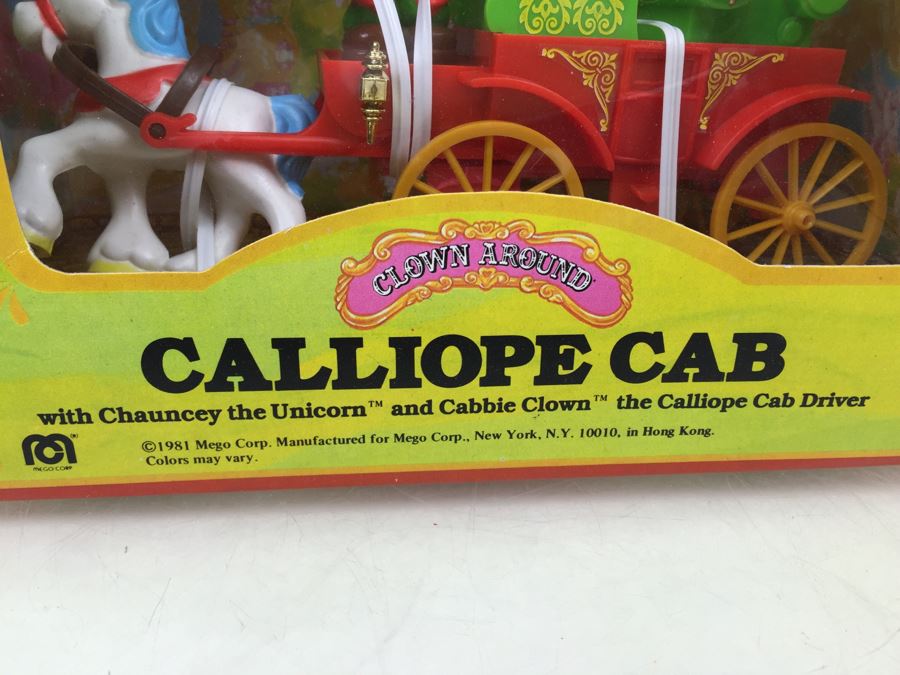 CLOWN AROUND
CALLIOPE CAB
with Chauncey the Unicorn™ and Cabbie Clown™ the Calliope Cab Driver
©1981 Mego Corp. Manufactured for Mego Corp., New York, N.Y. 10010, in Hong Kong.
Colors may vary.
®
MEGO CORP